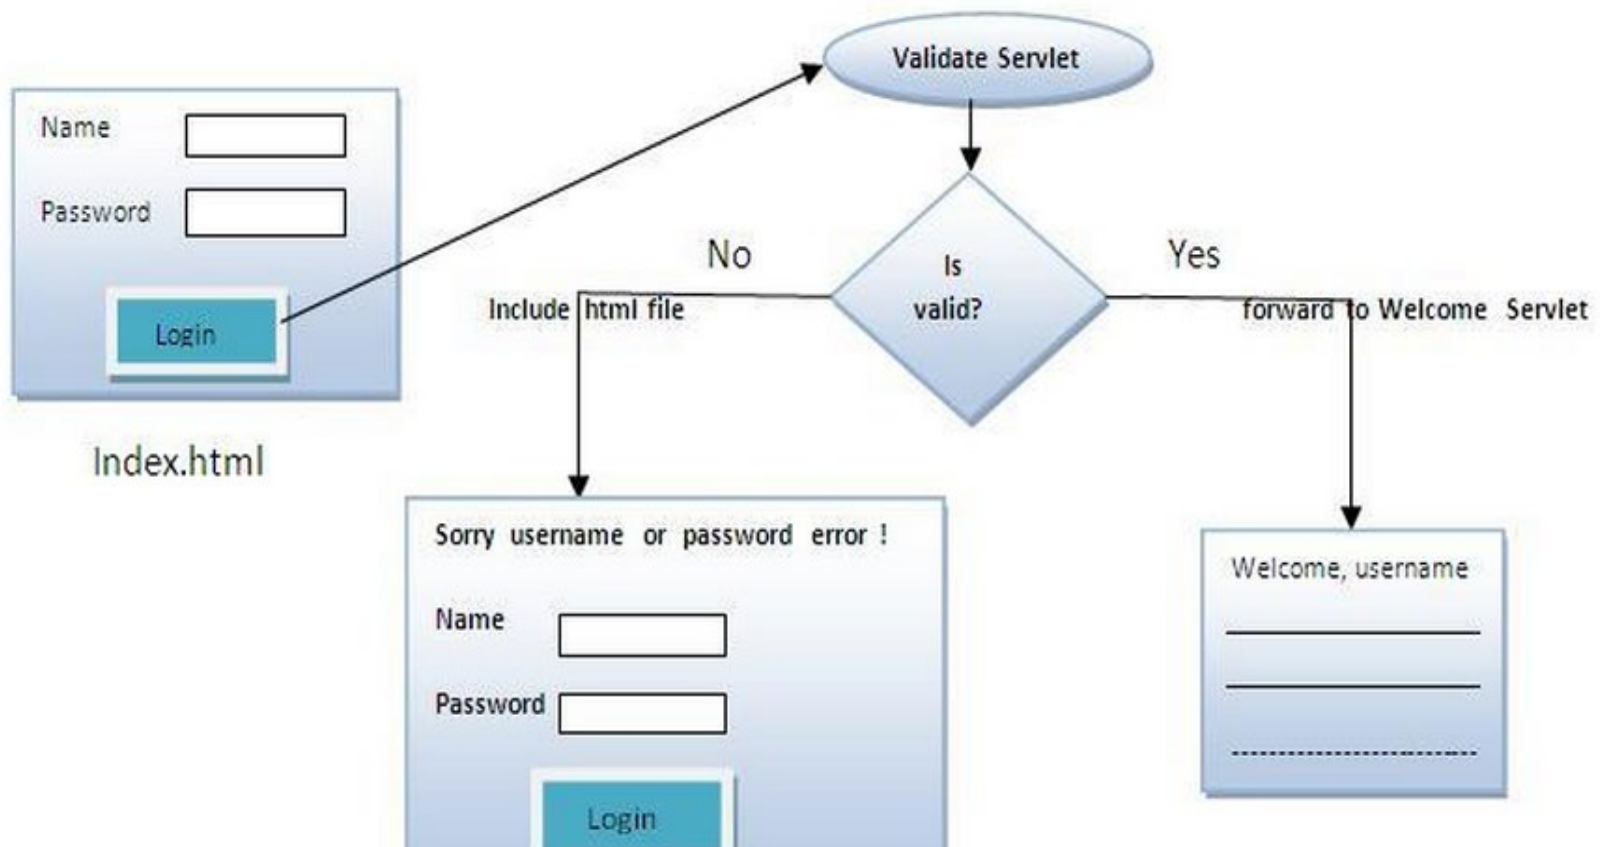 Validate Servlet
Name
Password
Login
Index.html
Is
valid?
No
Include html file
Yes
forward to Welcome Servlet
Sorry username or password error !
Name
Password
Login
Welcome, username